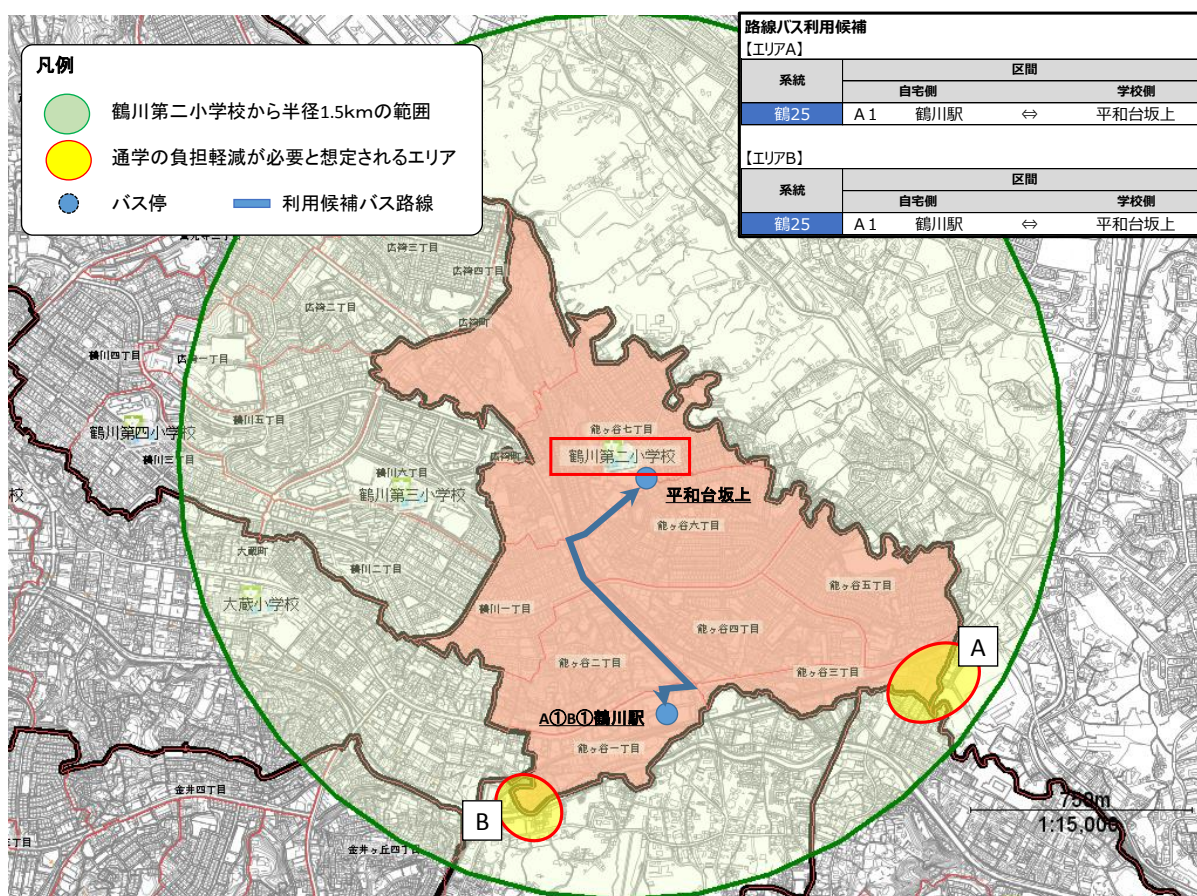 凡例
鶴川第二小学校から半径1.5kmの範囲
通学の負担軽減が必要と想定されるエリア
バス停
利用候補バス路線
路線バス利用候補
【エリアA】
系統 区間
自宅側 学校側
鶴25 A1 鶴川駅 ⇔ 平和台坂上
【エリアB】
系統 区間
自宅側 学校側
鶴25 A1 鶴川駅 ⇔ 平和台坂上
広袴三丁目
広袴四丁目
広袴二丁目
広袴町
鶴川四丁目
広袴一丁目
鶴川五丁目
鶴川第四小学校
鶴川三丁目
能ヶ谷七丁目
鶴川第二小学校
広袴町
鶴川六丁目
鶴川第三小学校
平和台坂上
校
能ヶ谷六丁目
大蔵町
鶴川二丁目
能ヶ谷五丁目
大蔵小学校
鶴川一丁目
能ヶ谷四丁目
A
能ヶ谷二丁目
能ヶ谷三丁目
A①B①鶴川駅
能ヶ谷一丁目
金井四丁目
750m
1:15,000
B
三丁目
金井ヶ丘四丁目